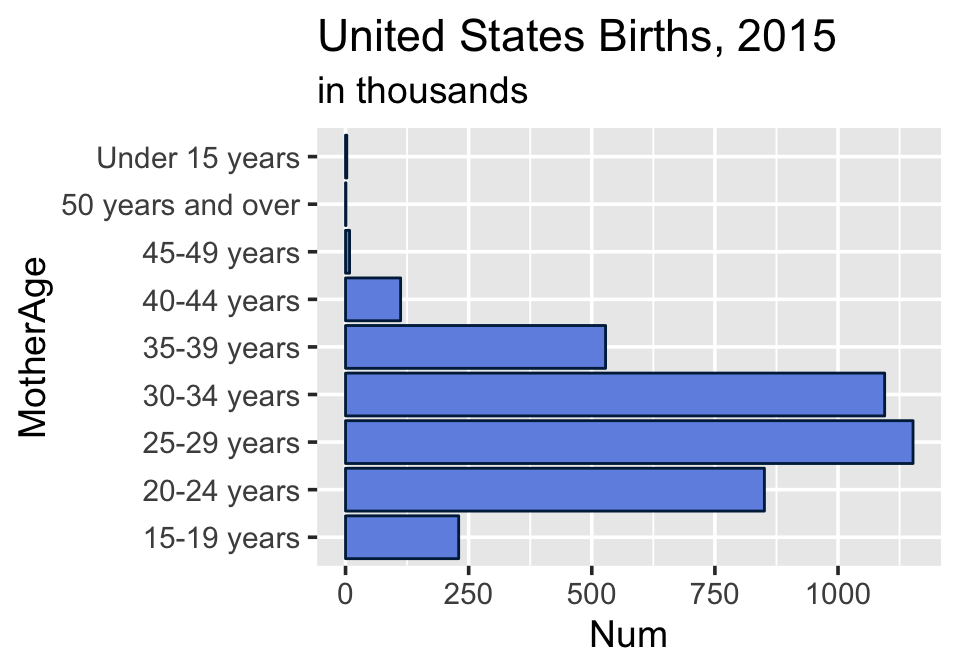 United States Births, 2015
in thousands
Under 15 years
50 years and over
45-49 years
40-44 years
35-39 years
30-34 years
25-29 years
20-24 years
15-19 years
MotherAge
0 250 500 750 1000
Num